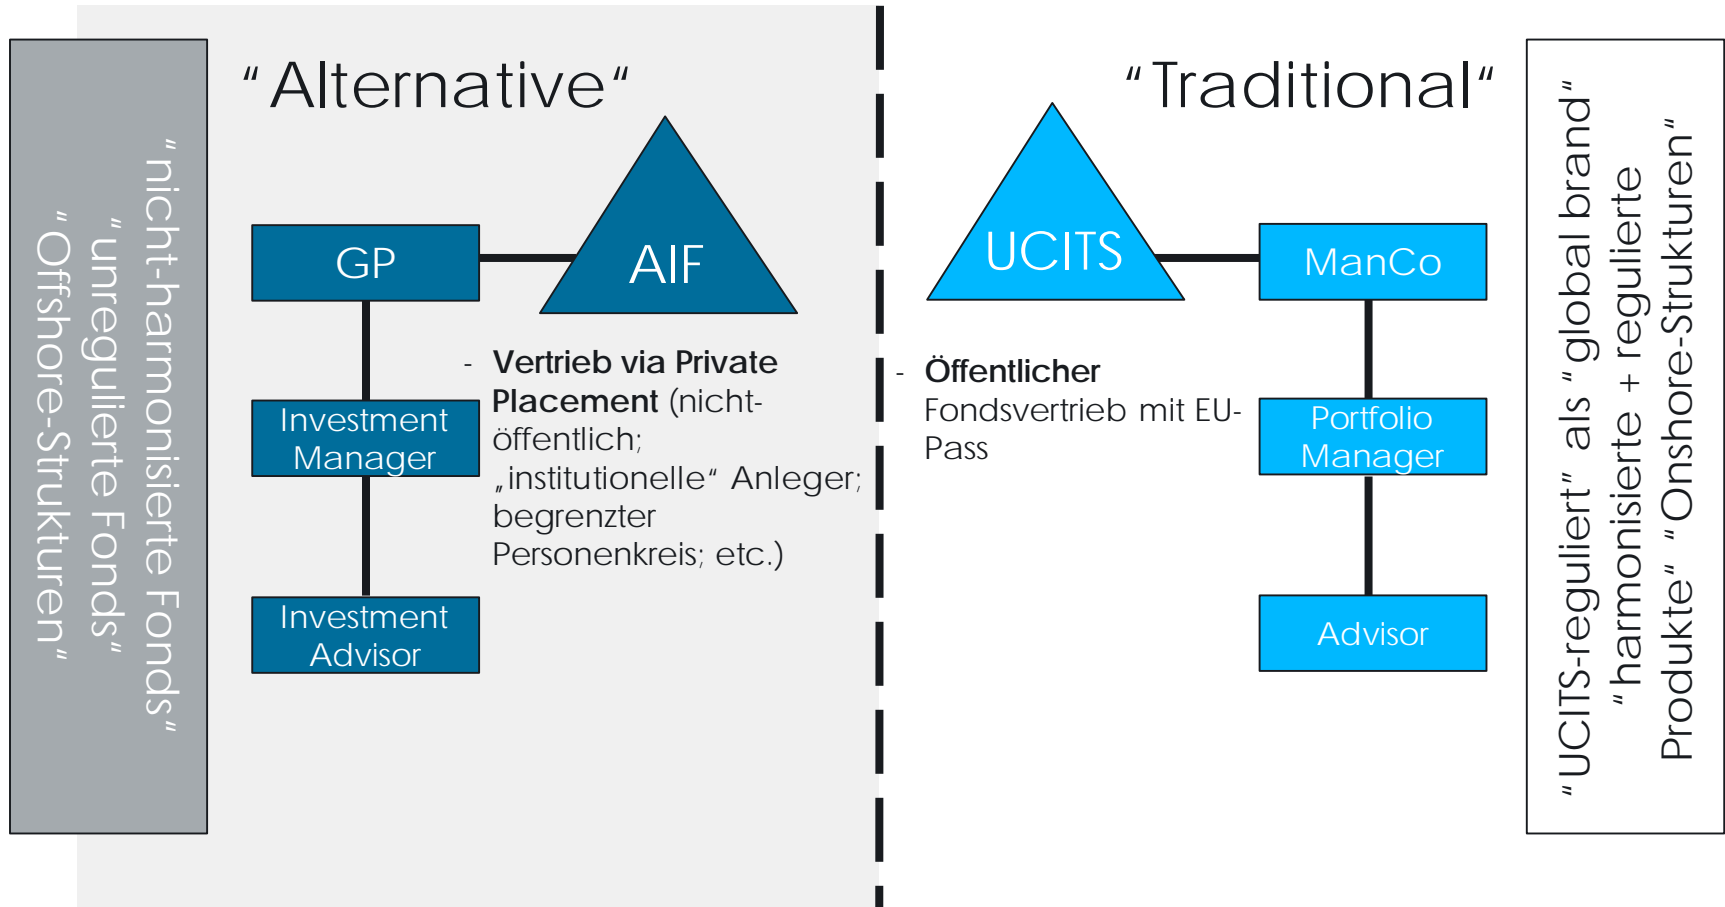 “nicht-harmonisierte Fonds“
“unregulierte Fonds“
“Offshore-Strukturen“
“Alternative“
GP
AIF
Investment
Manager
Investment
Advisor
- Vertrieb via Private
Placement (nicht-
öffentlich;
„institutionelle“ Anleger;
begrenzter
Personenkreis; etc.)
“Traditional“
UCITS
ManCo
- Öffentlicher
Fondsvertrieb mit EU-
Pass
Portfolio
Manager
Advisor
“UCITS-reguliert“ als “global brand“
“harmonisierte + regulierte
Produkte“ “Onshore-Strukturen“